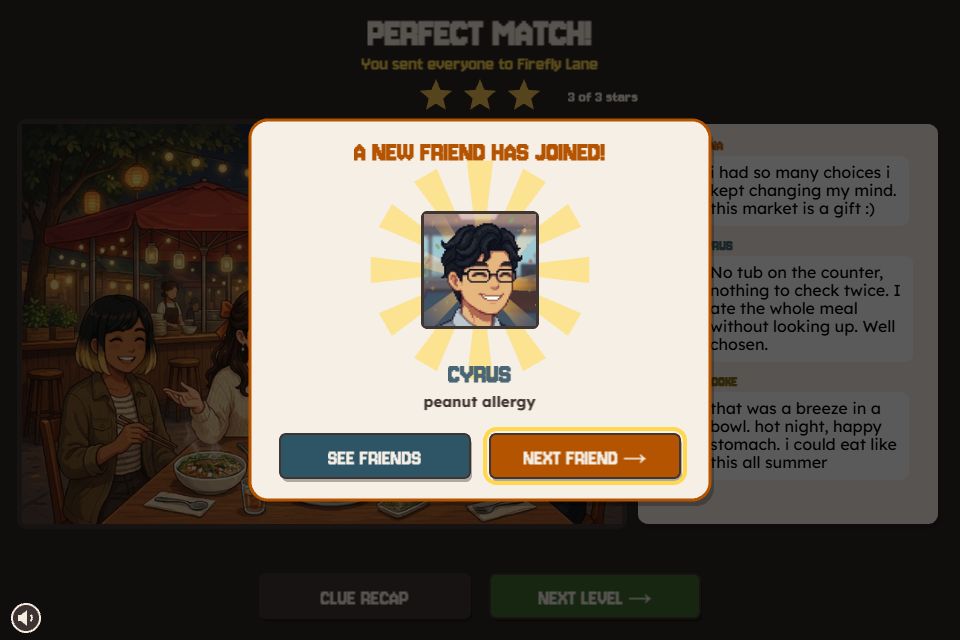 PERFECT MATCH!
You sent everyone to Firefly Lane
3 of 3 stars
A NEW FRIEND HAS JOINED!
CYRUS
peanut allergy
SEE FRIENDS
NEXT FRIEND →
i had so many choices i
kept changing my mind.
this market is a gift :)
No tub on the counter,
nothing to check twice. I
ate the whole meal
without looking up. Well
chosen.
that was a breeze in a
bowl. hot night, happy
stomach. i could eat like
this all summer
CLUE RECAP
NEXT LEVEL →